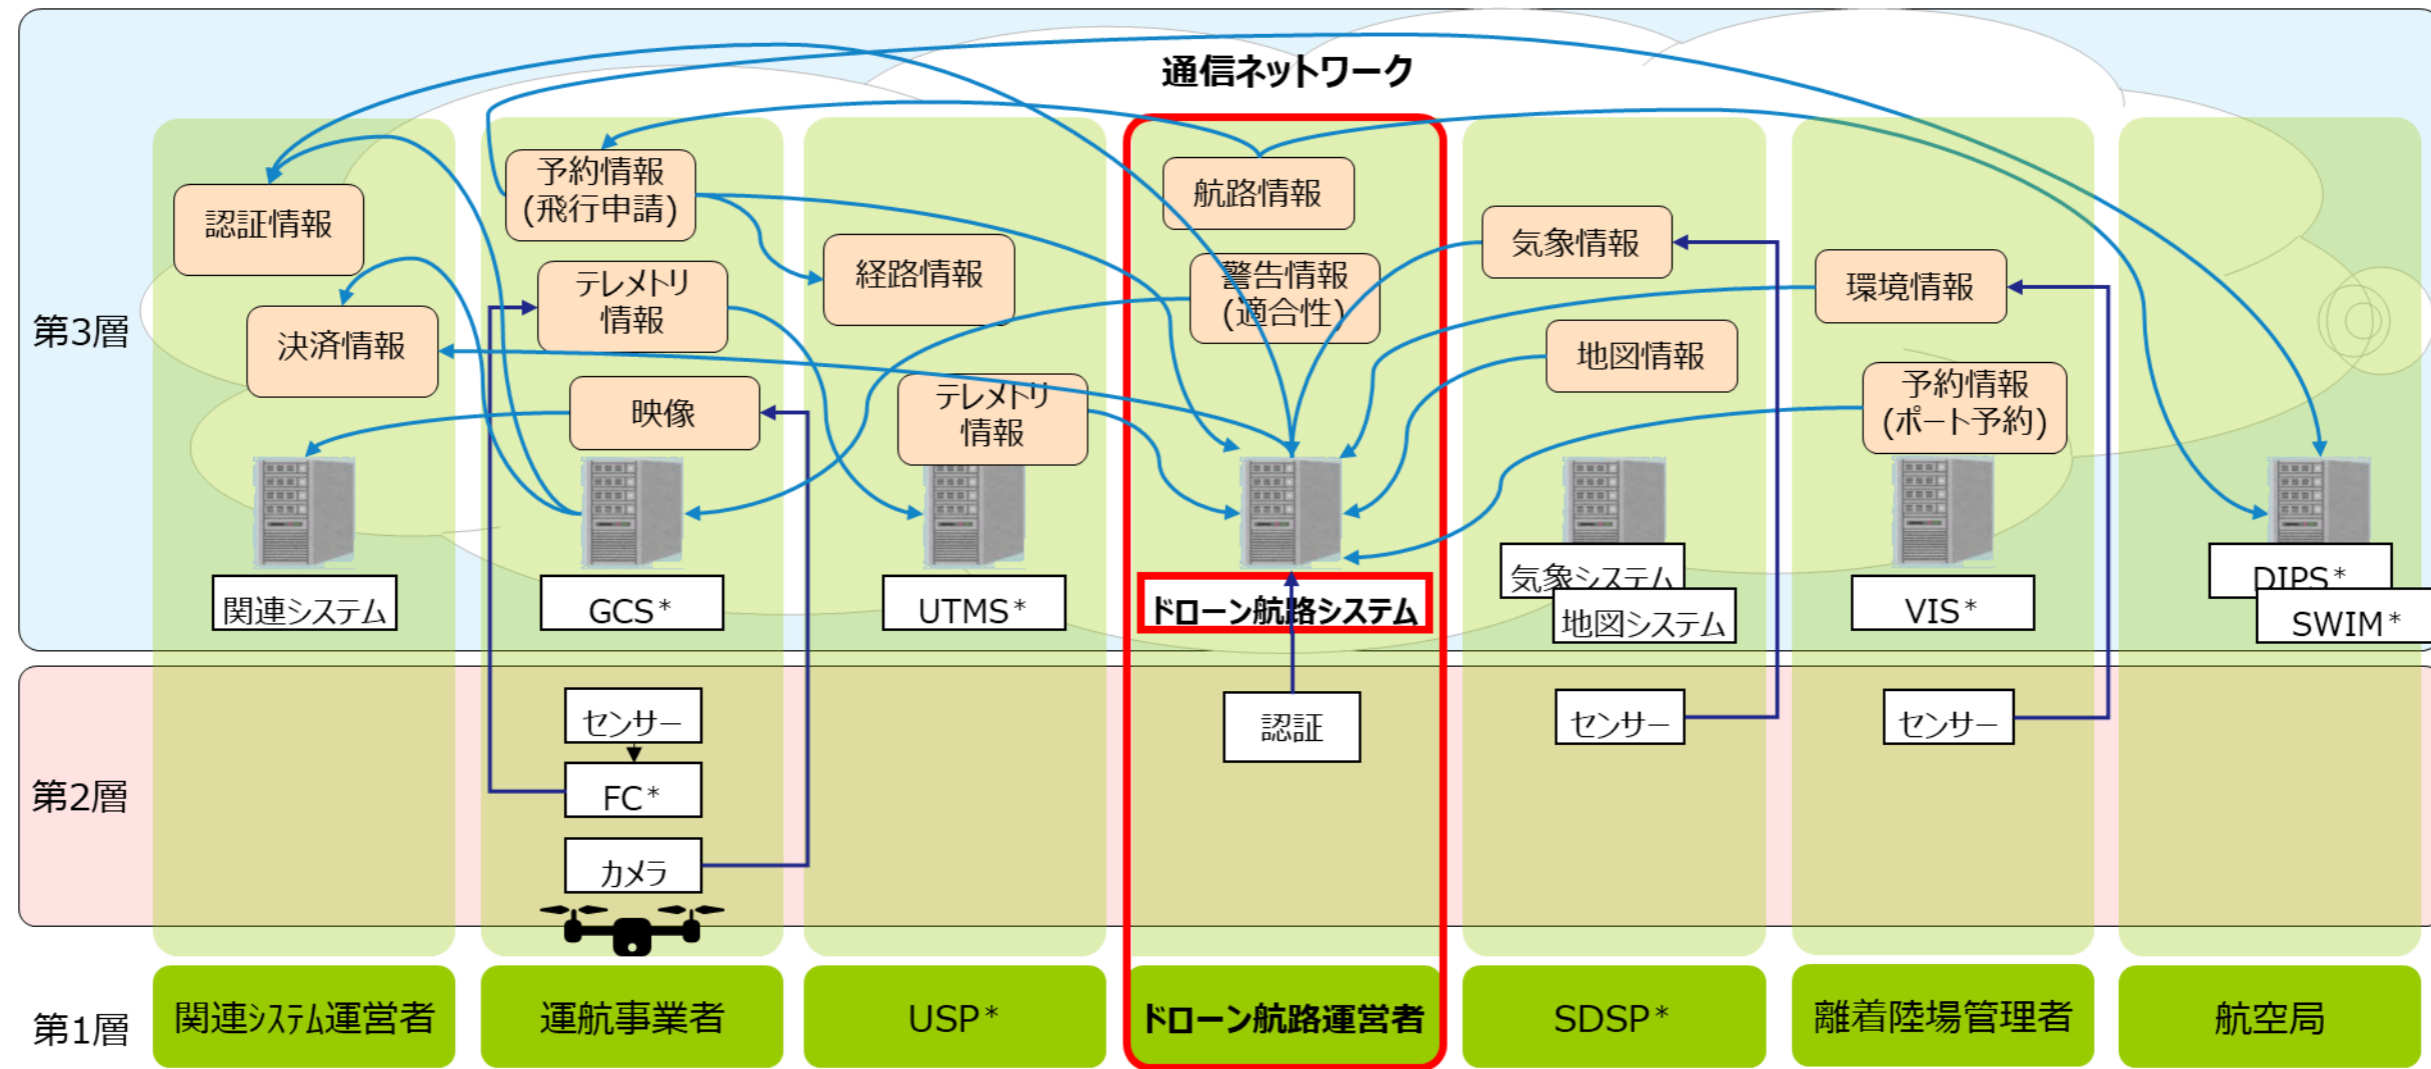 通信ネットワーク
第3層
認証情報
決済情報
関連システム
予約情報
(飛行申請)
テレメトリ
情報
映像
GCS*
経路情報
テレメトリ
情報
UTMS*
航路情報
警告情報
(適合性)
ドローン航路システム
気象情報
地図情報
気象システム
地図システム
環境情報
予約情報
(ポート予約)
VIS*
DIPS*
SWIM*
第2層
センサー
FC*
カメラ
認証
センサー
センサー
第1層
関連システム運営者
運航事業者
USP*
ドローン航路運営者
SDSP*
離着陸場管理者
航空局